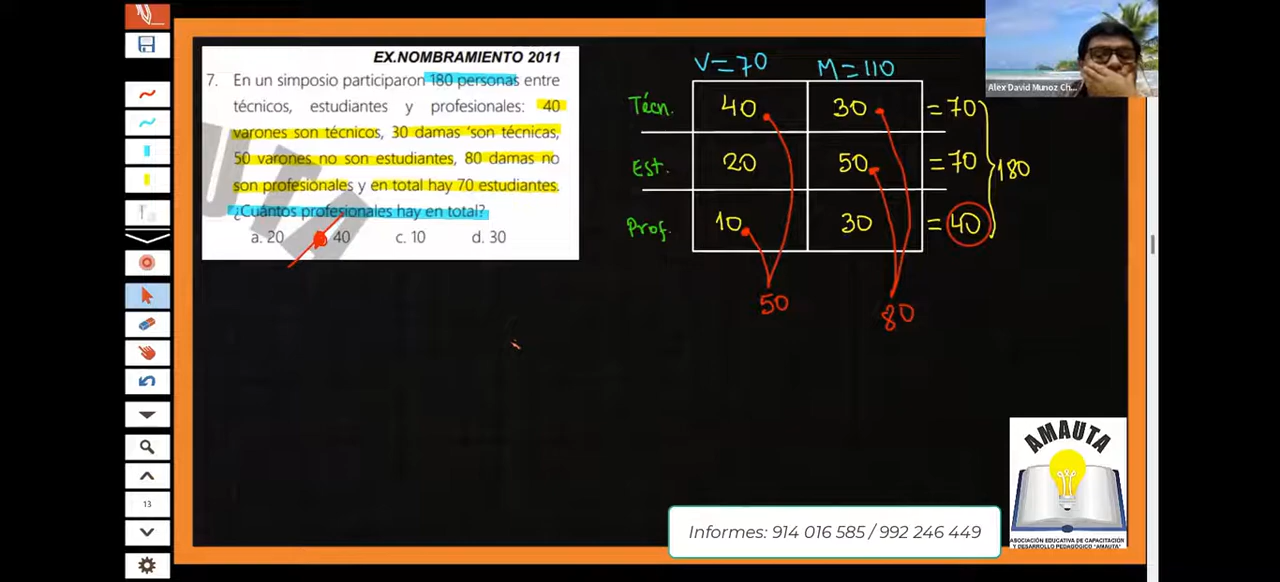 EX.NOMBRAMIENTO 2011
7. En un simposio participaron 180 personas entre
técnicos, estudiantes y profesionales: 40
varones son técnicos, 30 damas ‘son técnicas,
50 varones no son estudiantes, 80 damas no
son profesionales y en total hay 70 estudiantes.
¿Cuántos profesionales hay en total?
a. 20 40 c. 10 d. 30
V=70 M=110
Técn. 40 30 =70
Est. 20 50 =70
180
Prof. 10 30 =40
50
80
Alex David Munoz Ch...
13
AMAUTA
ASOCIACIÓN EDUCATIVA DE CAPACITACIÓN
Y DESARROLLO PEDAGÓGICO "AMAUTA"
Informes: 914 016 585 / 992 246 449